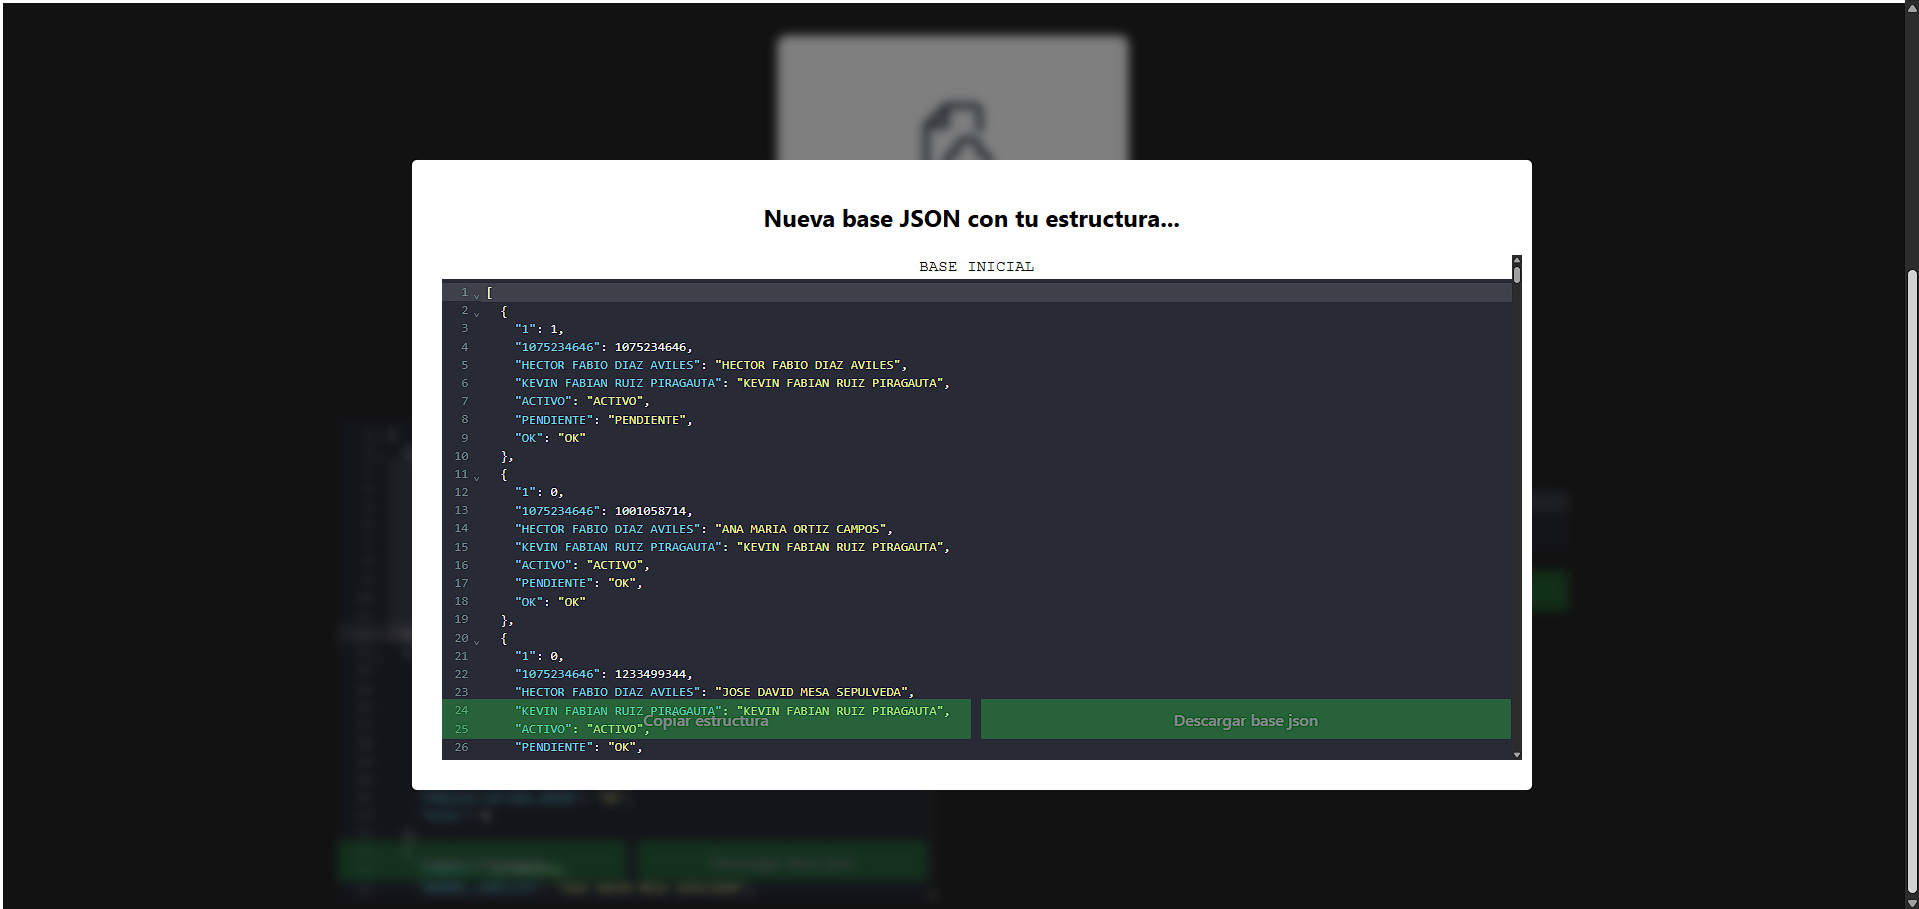 Nueva base JSON con tu estructura...
BASE INICIAL
1 [
2 {
3 "1": 1,
4 "1075234646": 1075234646,
5 "HECTOR FABIO DIAZ AVILES": "HECTOR FABIO DIAZ AVILES",
6 "KEVIN FABIAN RUIZ PIRAGAUTA": "KEVIN FABIAN RUIZ PIRAGAUTA",
7 "ACTIVO": "ACTIVO",
8 "PENDIENTE": "PENDIENTE",
9 "OK": "OK"
10 },
11 {
12 "1": 0,
13 "1075234646": 1001058714,
14 "HECTOR FABIO DIAZ AVILES": "ANA MARIA ORTIZ CAMPOS",
15 "KEVIN FABIAN RUIZ PIRAGAUTA": "KEVIN FABIAN RUIZ PIRAGAUTA",
16 "ACTIVO": "ACTIVO",
17 "PENDIENTE": "OK",
18 "OK": "OK"
19 },
20 {
21 "1": 0,
22 "1075234646": 1233499344,
23 "HECTOR FABIO DIAZ AVILES": "JOSE DAVID MESA SEPULVEDA",
24 "KEVIN FABIAN RUIZ PIRAGAUTA": "KEVIN FABIAN RUIZ PIRAGAUTA",
Copiar estructura
Descargar base json
25 "ACTIVO": "ACTIVO",
26 "PENDIENTE": "OK",